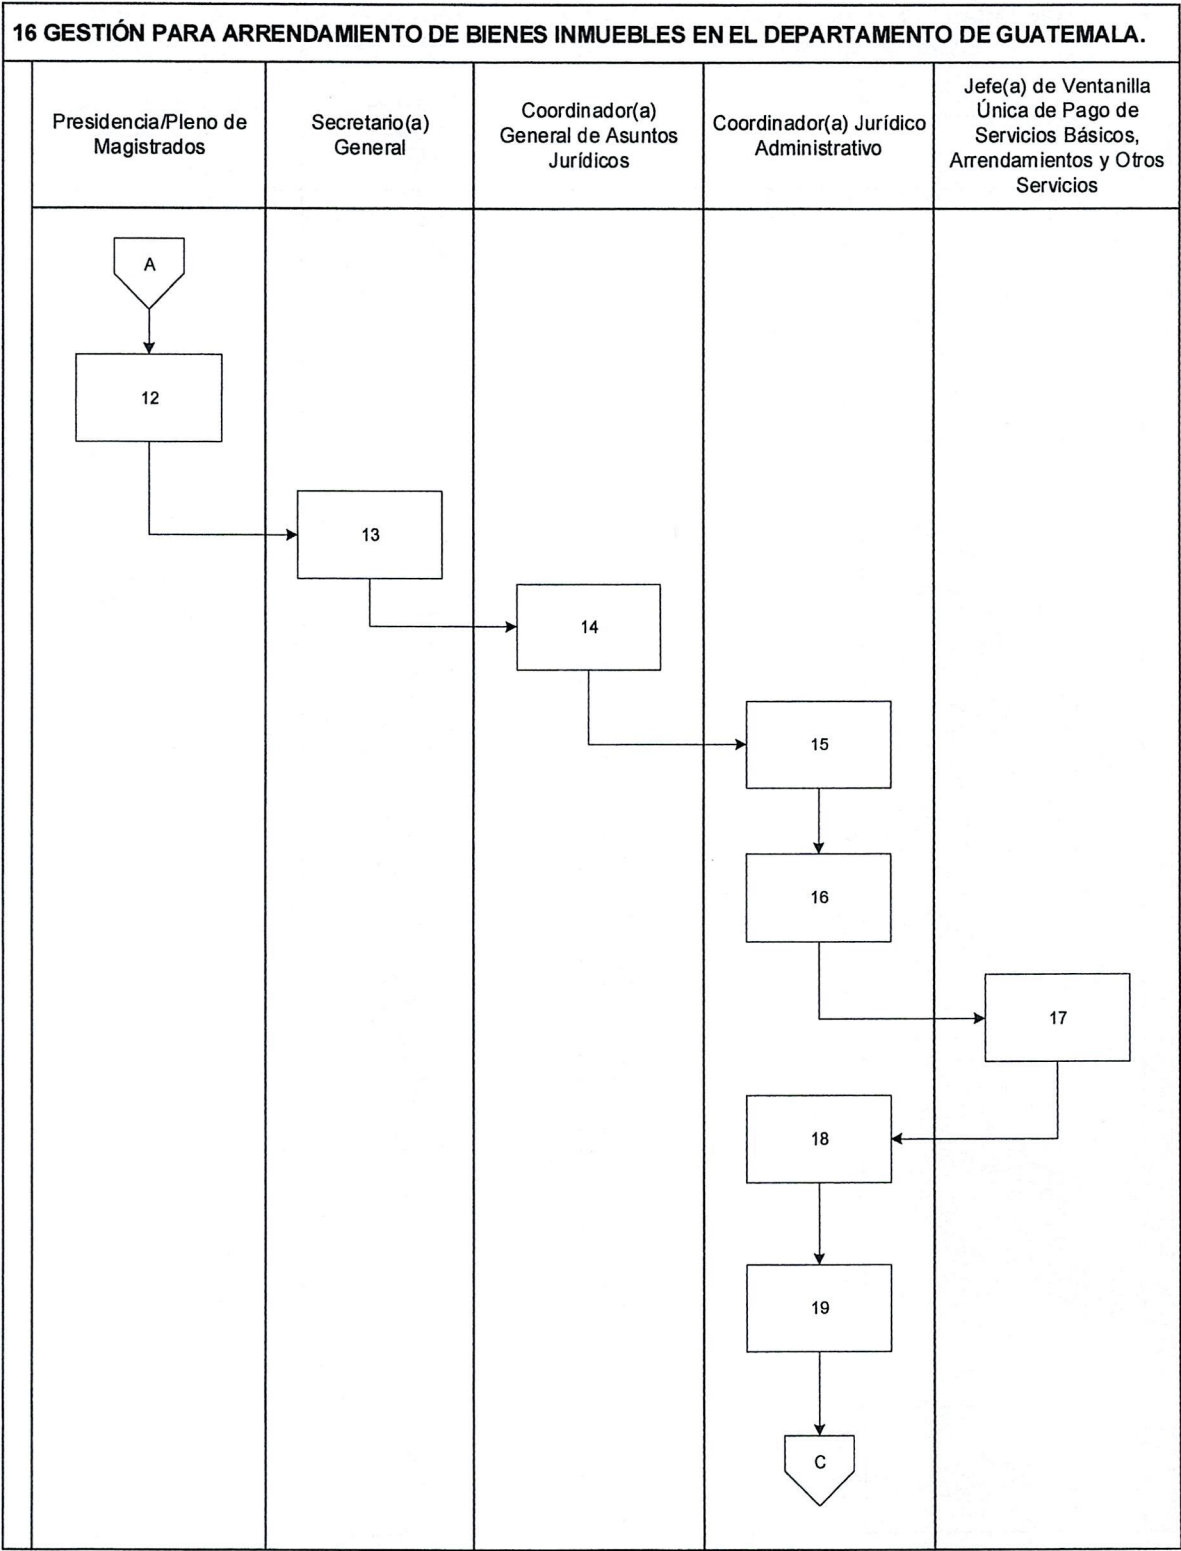 16 GESTIÓN PARA ARRENDAMIENTO DE BIENES INMUEBLES EN EL DEPARTAMENTO DE GUATEMALA.
Presidencia/Pleno de
Magistrados
Secretario(a)
General
Coordinador(a)
General de Asuntos
Jurídicos
Coordinador(a) Jurídico
Administrativo
Jefe(a) de Ventanilla
Única de Pago de
Servicios Básicos,
Arrendamientos y Otros
Servicios
A
12
13
14
15
16
17
18
19
C